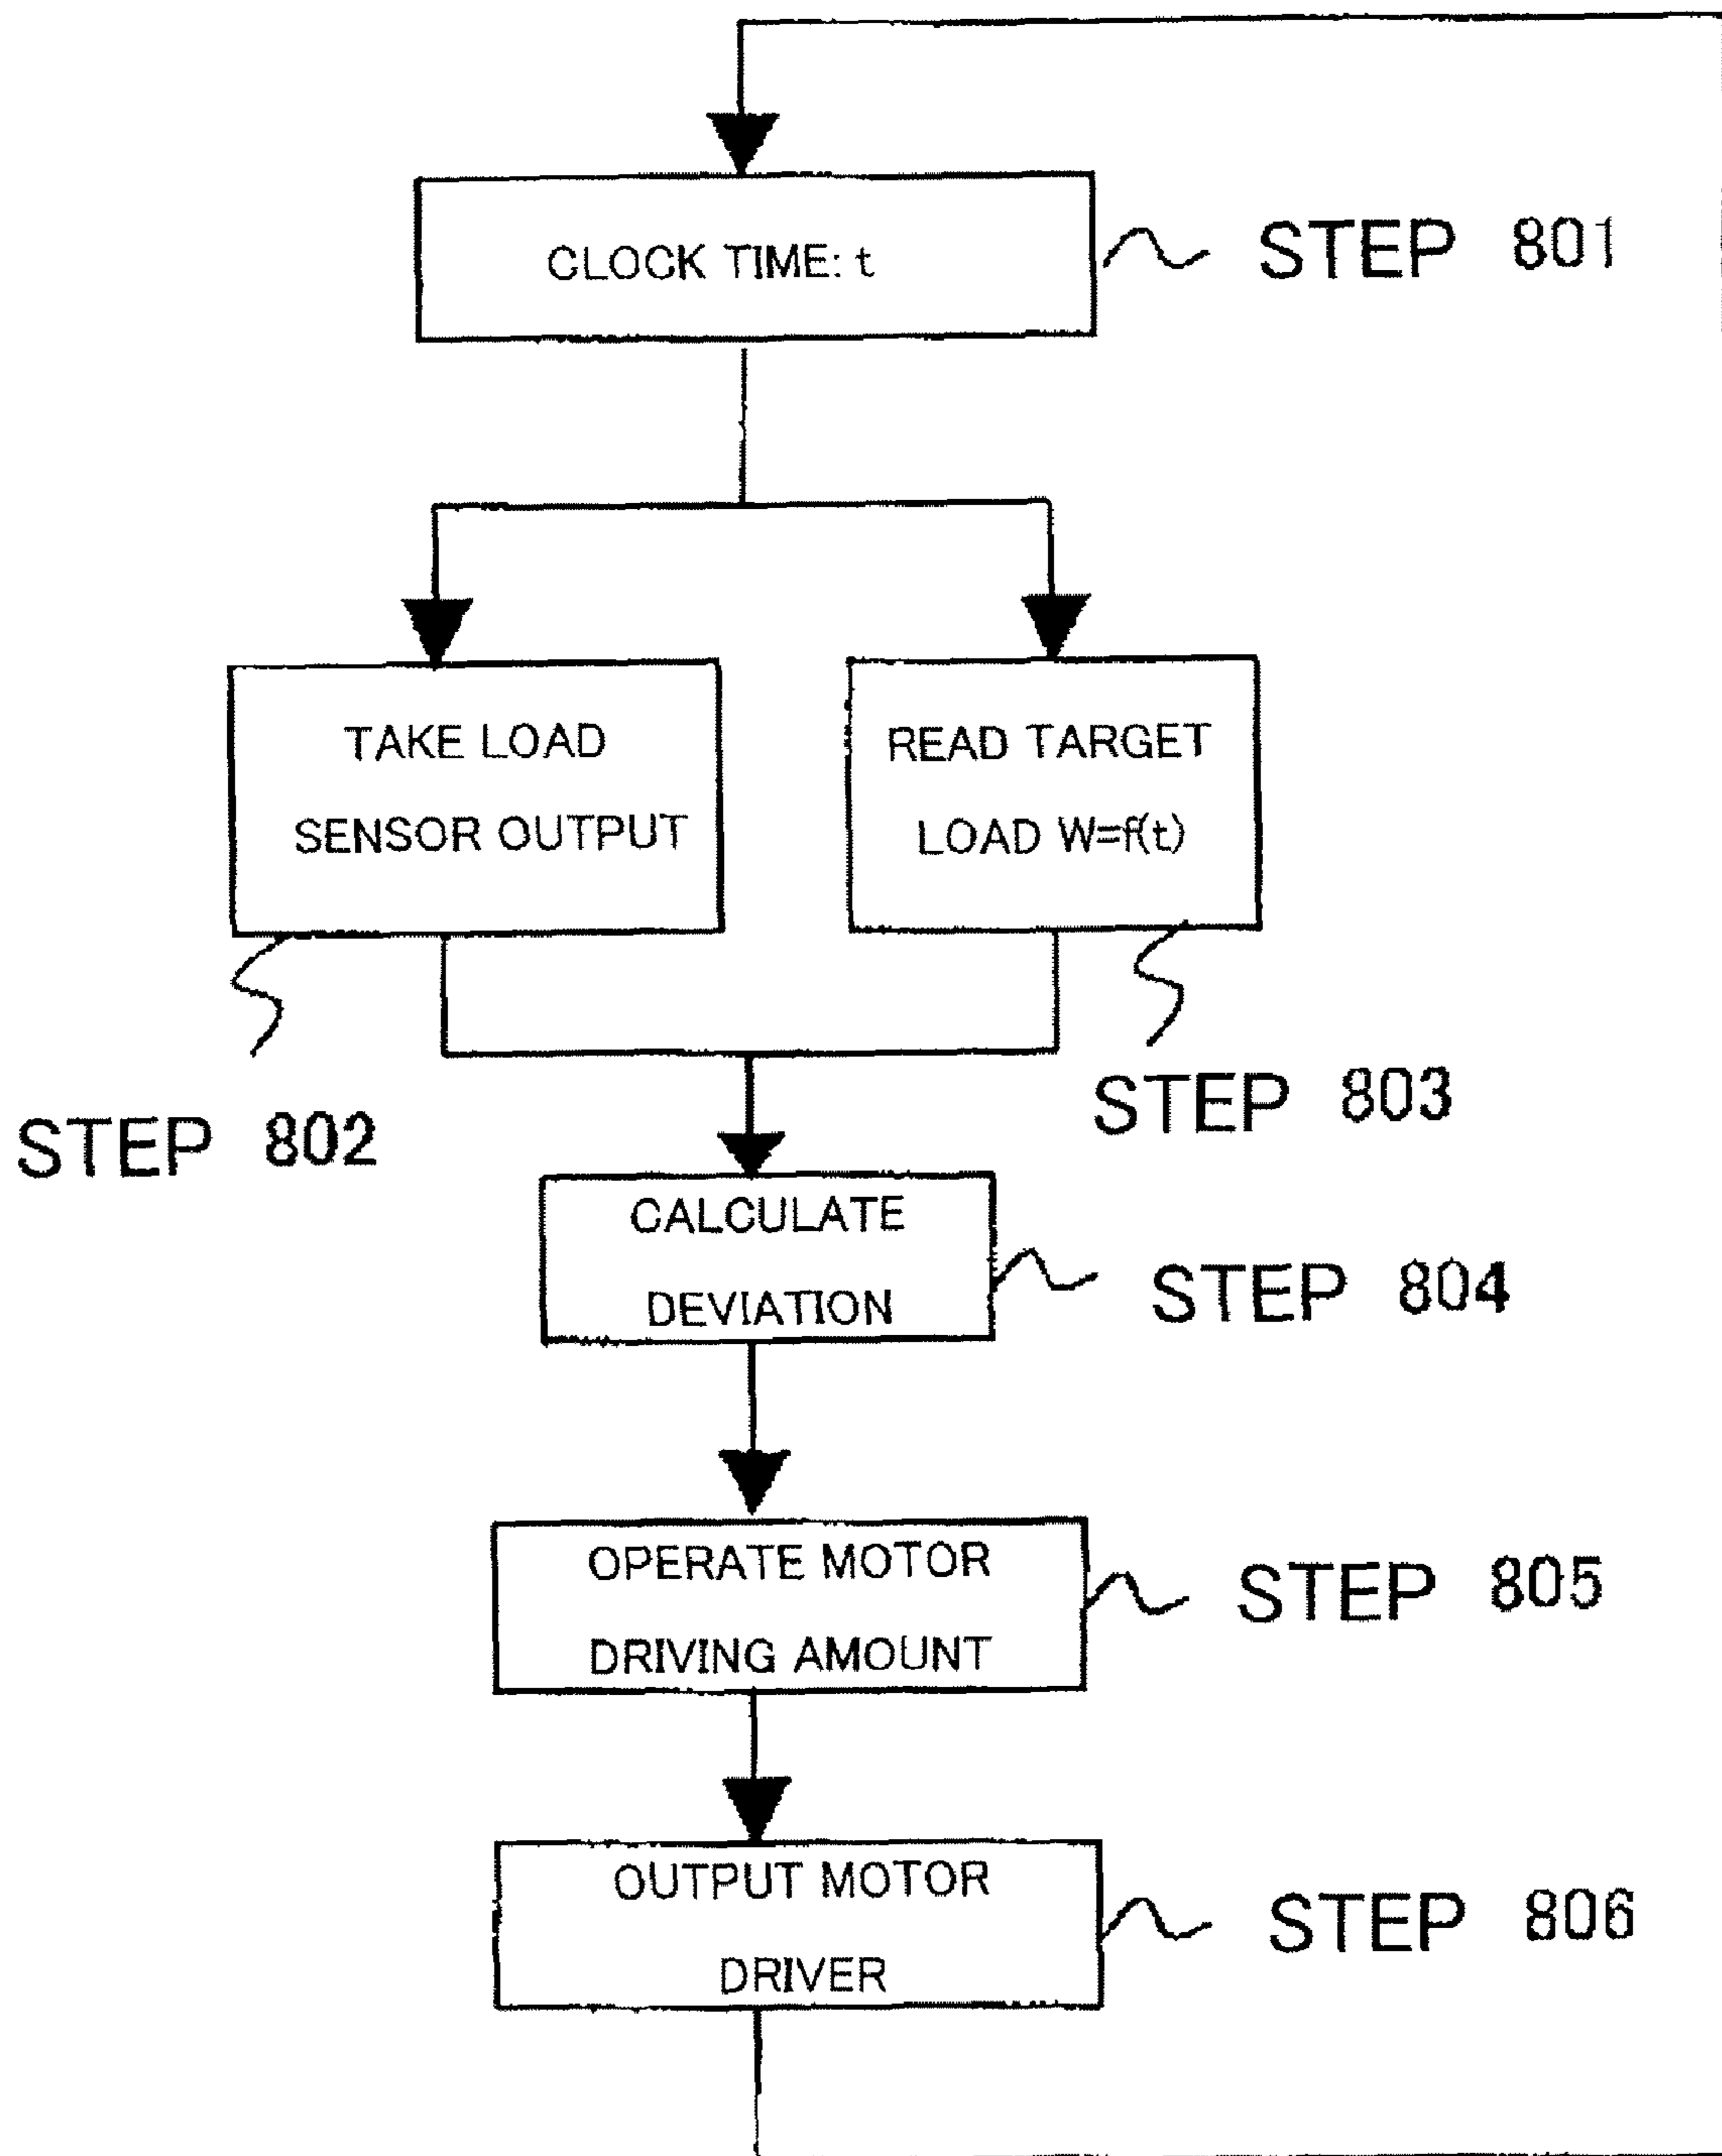 CLOCK TIME: t
STEP 801
TAKE LOAD
SENSOR OUTPUT
READ TARGET
LOAD W=f(t)
STEP 802
STEP 803
CALCULATE
DEVIATION
STEP 804
OPERATE MOTOR
DRIVING AMOUNT
STEP 805
OUTPUT MOTOR
DRIVER
STEP 806